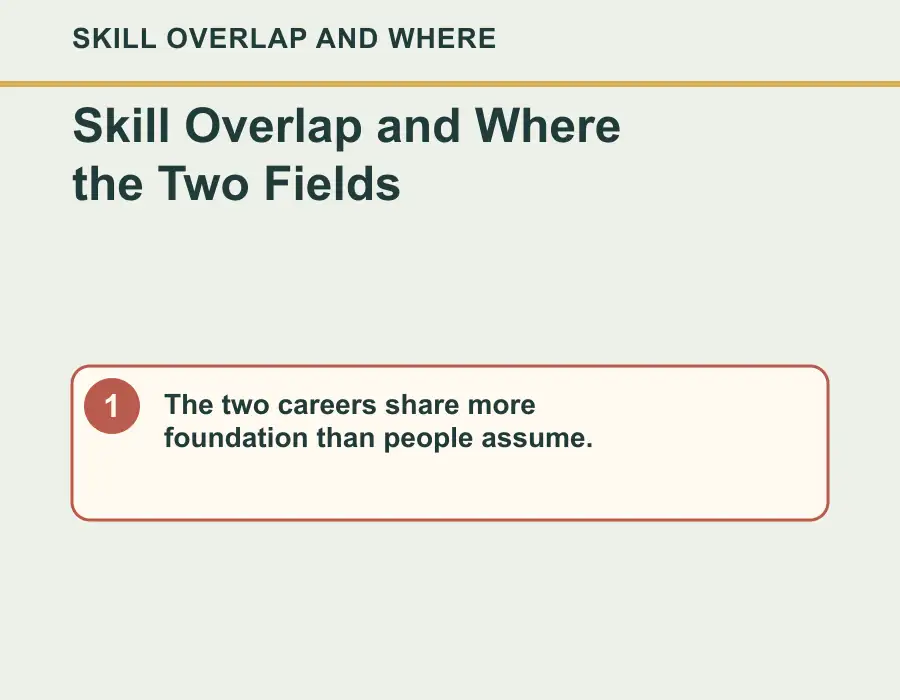 SKILL OVERLAP AND WHERE
Skill Overlap and Where
the Two Fields
1
The two careers share more
foundation than people assume.